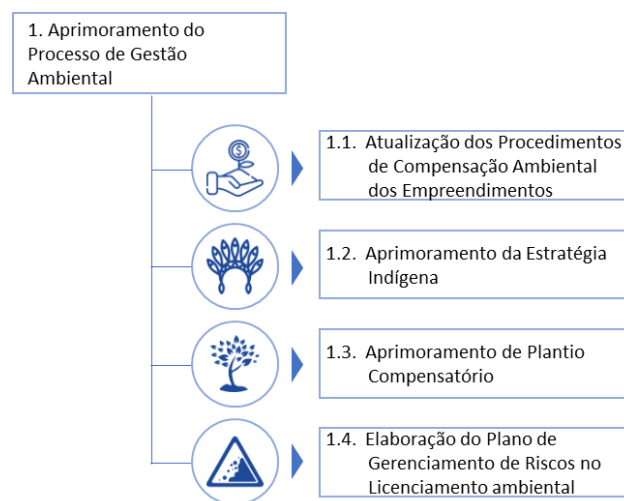 1. Aprimoramento do
Processo de Gestão
Ambiental
$
1.1. Atualização dos Procedimentos
de Compensação Ambiental
dos Empreendimentos
1.2. Aprimoramento da Estratégia
Indígena
1.3. Aprimoramento de Plantio
Compensatório
1.4. Elaboração do Plano de
Gerenciamento de Riscos no
Licenciamento ambiental